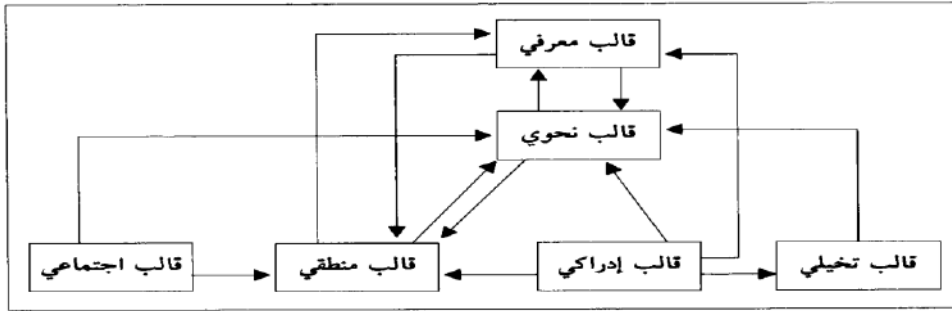 قالب معرفي
قالب نحوي
قالب اجتماعي
قالب منطقي
قالب إدراكي
قالب تخيلي